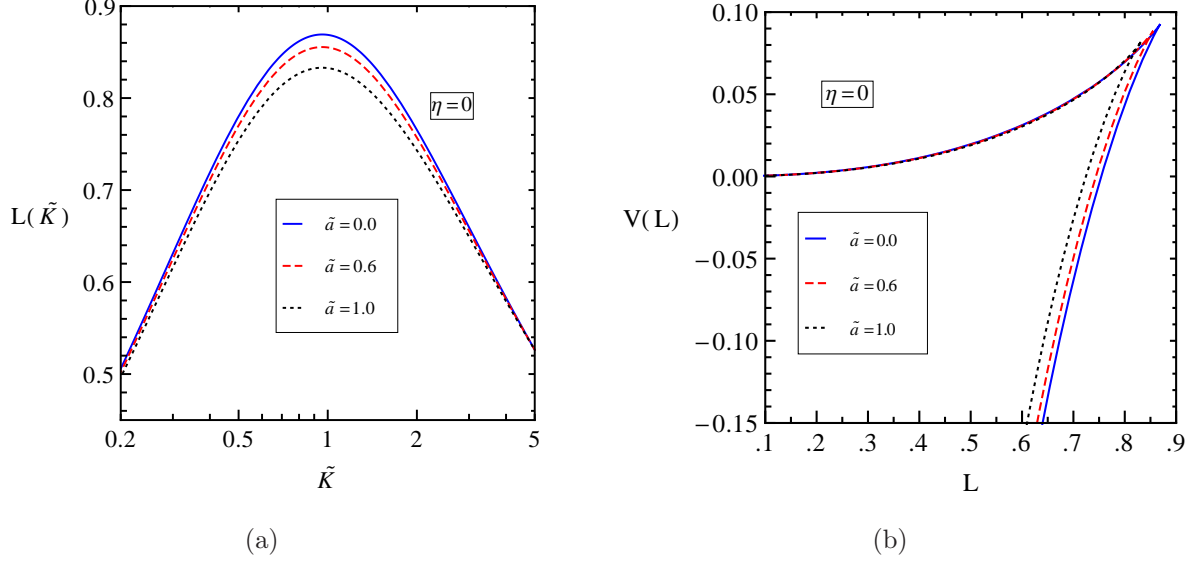 0.9
0.8
0.7
0.6
0.5
L(K̃)
η=0
ã=0.0
ã=0.6
ã=1.0
0.2 0.5 1 2 5
K̃
(a)
0.10
0.05
0.00
−0.05
−0.10
−0.15
V(L)
η=0
ã=0.0
ã=0.6
ã=1.0
.1 .2 .3 .4 .5 .6 .7 .8 .9
L
(b)